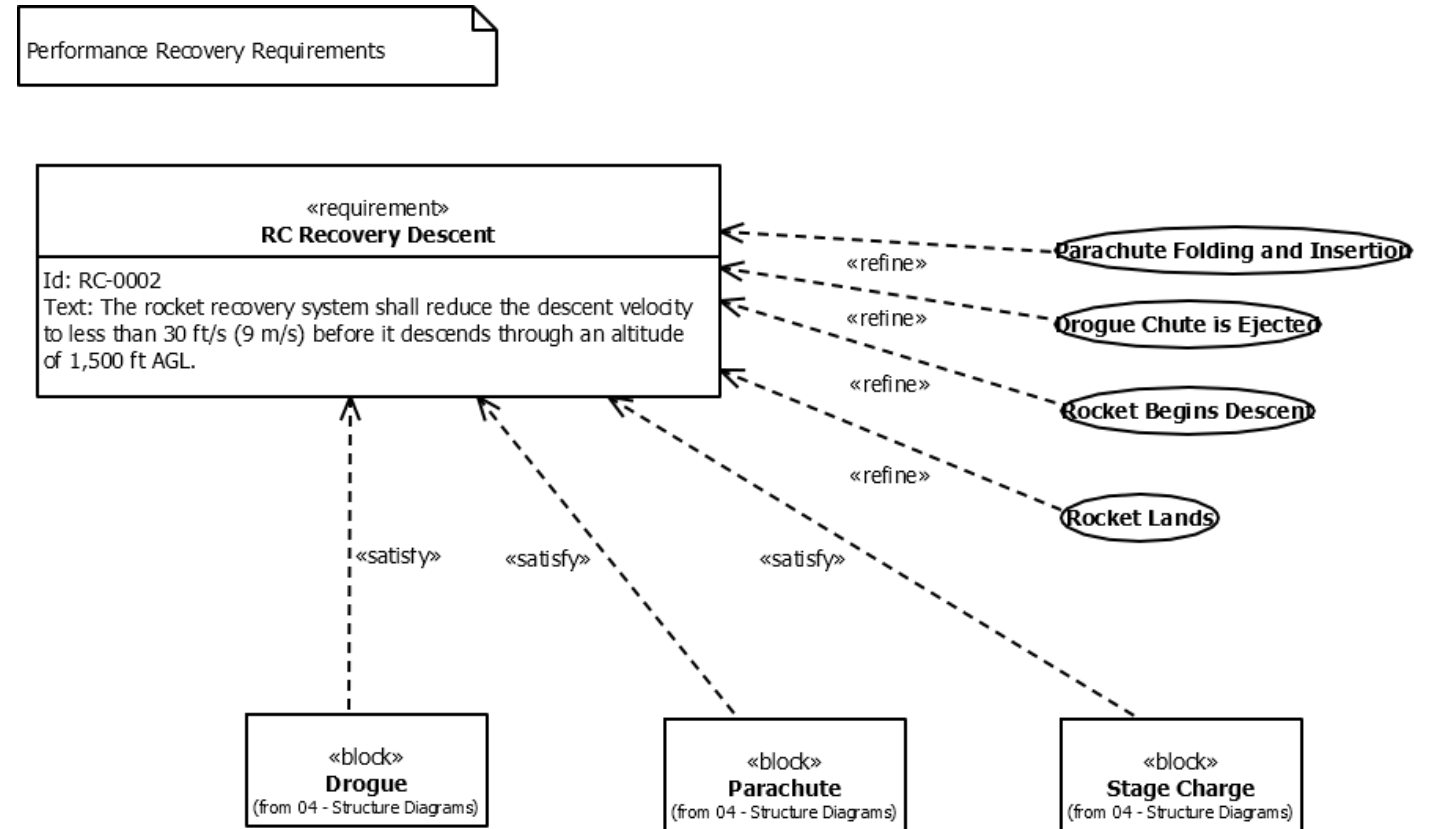 Performance Recovery Requirements
«requirement»
RC Recovery Descent
Id: RC-0002
Text: The rocket recovery system shall reduce the descent velocity
to less than 30 ft/s (9 m/s) before it descends through an altitude
of 1,500 ft AGL.
Parachute Folding and Insertion
«refine»
Drogue Chute is Ejected
«refine»
«refine»
Rocket Begins Descent
«refine»
Rocket Lands
«satisfy»
«satisfy»
«satisfy»
«block»
Drogue
(from 04 - Structure Diagrams)
«block»
Parachute
(from 04 - Structure Diagrams)
«block»
Stage Charge
(from 04 - Structure Diagrams)